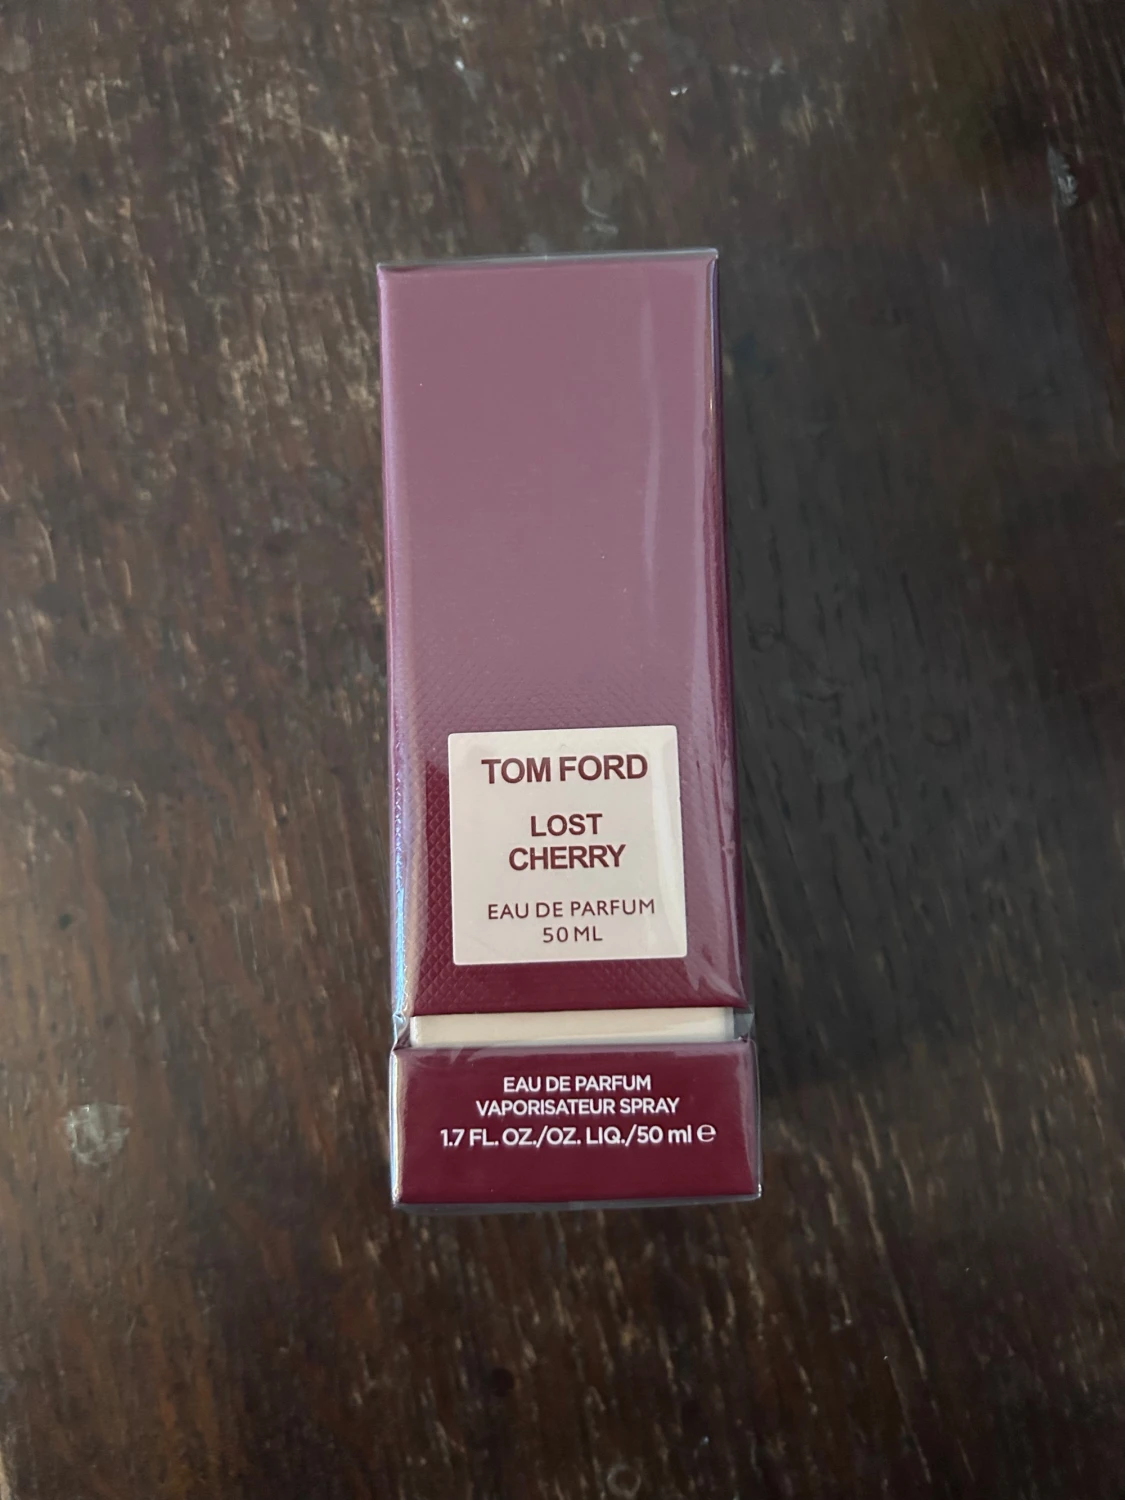 TOM FORD
LOST
CHERRY
EAU DE PARFUM
50 ML
EAU DE PARFUM
VAPORISATEUR SPRAY
1.7 FL. OZ./OZ. LIQ./50 ml ℮